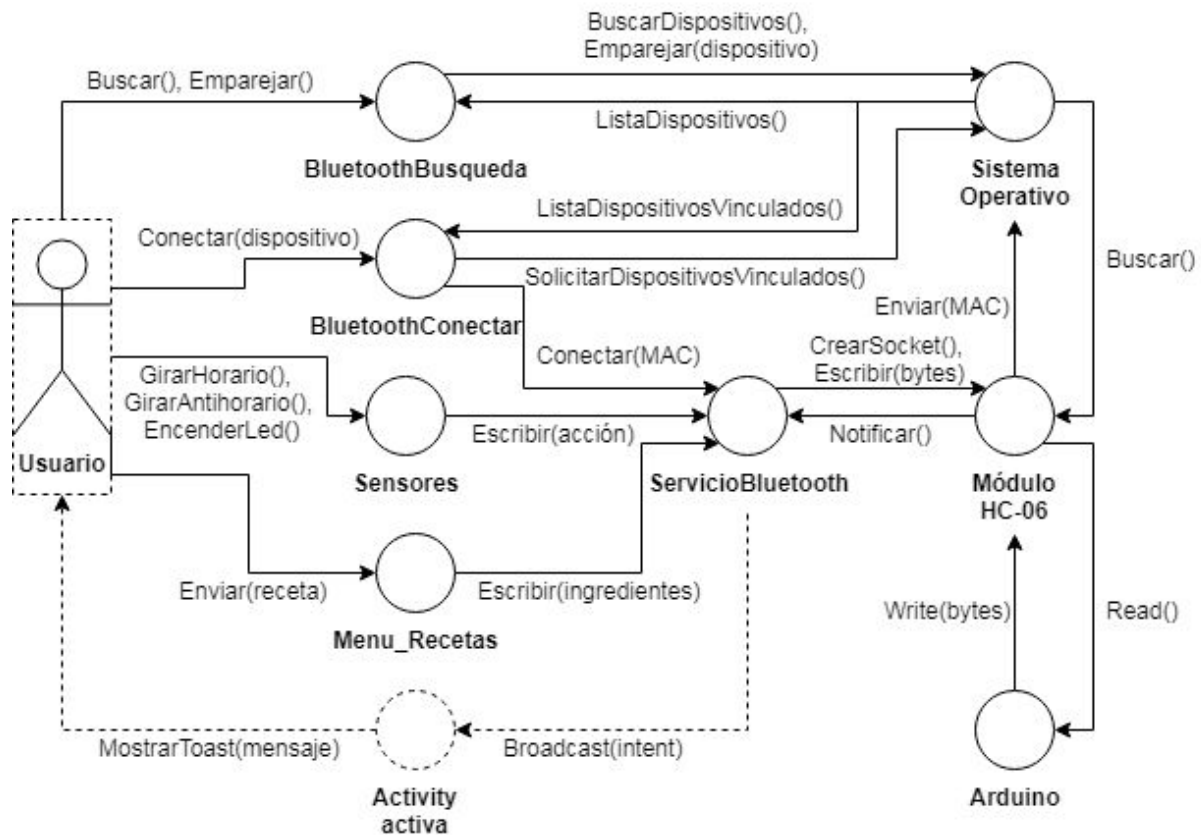 BuscarDispositivos(),
Emparejar(dispositivo)
Buscar(), Emparejar()
ListaDispositivos()
BluetoothBusqueda
Sistema
Operativo
ListaDispositivosVinculados()
Conectar(dispositivo)
Buscar()
SolicitarDispositivosVinculados()
Enviar(MAC)
BluetoothConectar
Conectar(MAC)
CrearSocket(),
Escribir(bytes)
GirarHorario(),
GirarAntihorario(),
EncenderLed()
Escribir(acción)
Notificar()
Usuario
Sensores
ServicioBluetooth
Módulo
HC-06
Enviar(receta)
Escribir(ingredientes)
Write(bytes)
Read()
Menu_Recetas
MostrarToast(mensaje)
Broadcast(intent)
Activity
activa
Arduino